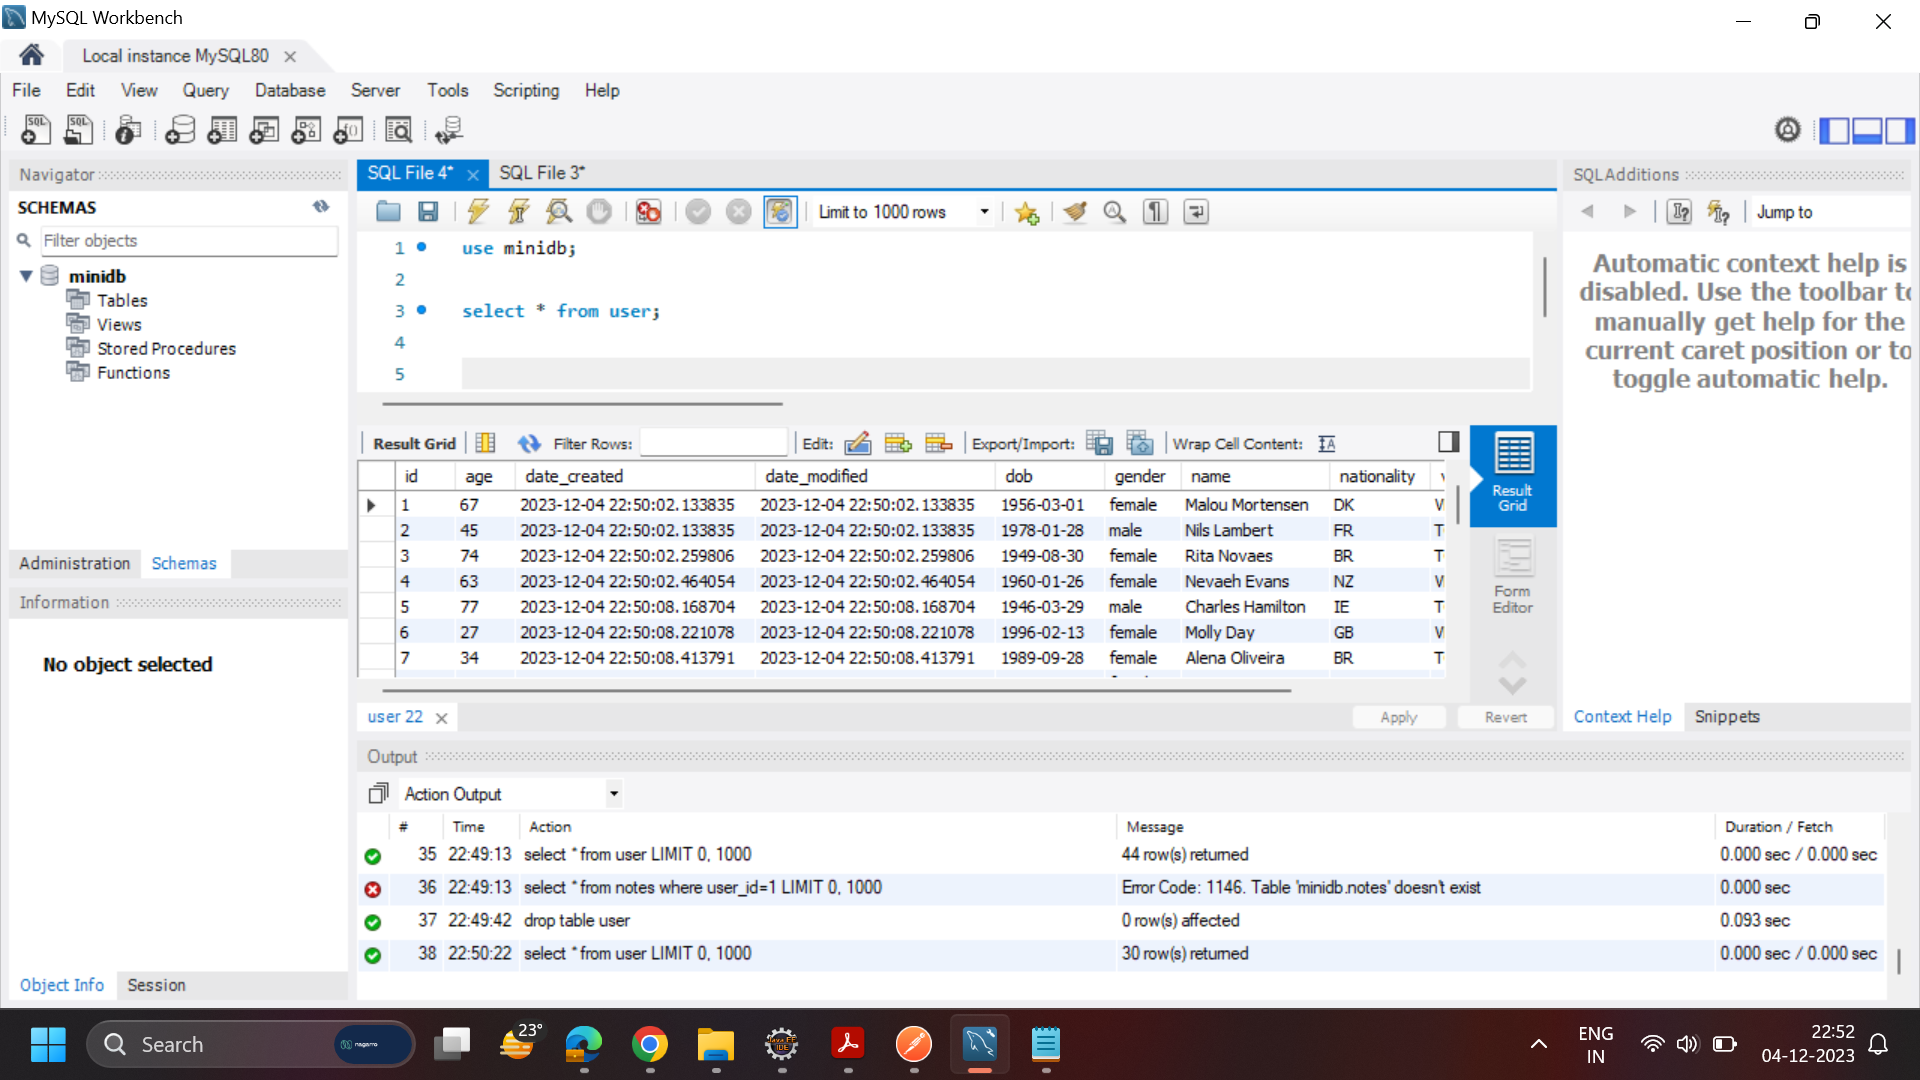 MySQL Workbench
Local instance MySQL80
File Edit View Query Database Server Tools Scripting Help
Navigator
SCHEMAS
Filter objects
minidb
Tables
Views
Stored Procedures
Functions
Administration Schemas
Information
No object selected
Object Info Session
SQL File 4* SQL File 3*
Limit to 1000 rows
1 use minidb;
2
3 select * from user;
4
5
Result Grid Filter Rows: Edit: Export/Import: Wrap Cell Content:
id age date_created date_modified dob gender name nationality
1 67 2023-12-04 22:50:02.133835 2023-12-04 22:50:02.133835 1956-03-01 female Malou Mortensen DK
2 45 2023-12-04 22:50:02.133835 2023-12-04 22:50:02.133835 1978-01-28 male Nils Lambert FR
3 74 2023-12-04 22:50:02.259806 2023-12-04 22:50:02.259806 1949-08-30 female Rita Novaes BR
4 63 2023-12-04 22:50:02.464054 2023-12-04 22:50:02.464054 1960-01-26 female Nevaeh Evans NZ
5 77 2023-12-04 22:50:08.168704 2023-12-04 22:50:08.168704 1946-03-29 male Charles Hamilton IE
6 27 2023-12-04 22:50:08.221078 2023-12-04 22:50:08.221078 1996-02-13 female Molly Day GB
7 34 2023-12-04 22:50:08.413791 2023-12-04 22:50:08.413791 1989-09-28 female Alena Oliveira BR
Result
Grid
Form
Editor
user 22 Apply Revert
SQLAdditions
Jump to
Automatic context help is
disabled. Use the toolbar to
manually get help for the
current caret position or to
toggle automatic help.
Context Help Snippets
Output
Action Output
# Time Action Message Duration / Fetch
35 22:49:13 select * from user LIMIT 0, 1000 44 row(s) returned 0.000 sec / 0.000 sec
36 22:49:13 select * from notes where user_id=1 LIMIT 0, 1000 Error Code: 1146. Table 'minidb.notes' doesn't exist 0.000 sec
37 22:49:42 drop table user 0 row(s) affected 0.093 sec
38 22:50:22 select * from user LIMIT 0, 1000 30 row(s) returned 0.000 sec / 0.000 sec
Search nagarro 23°
ENG
IN
22:52
04-12-2023